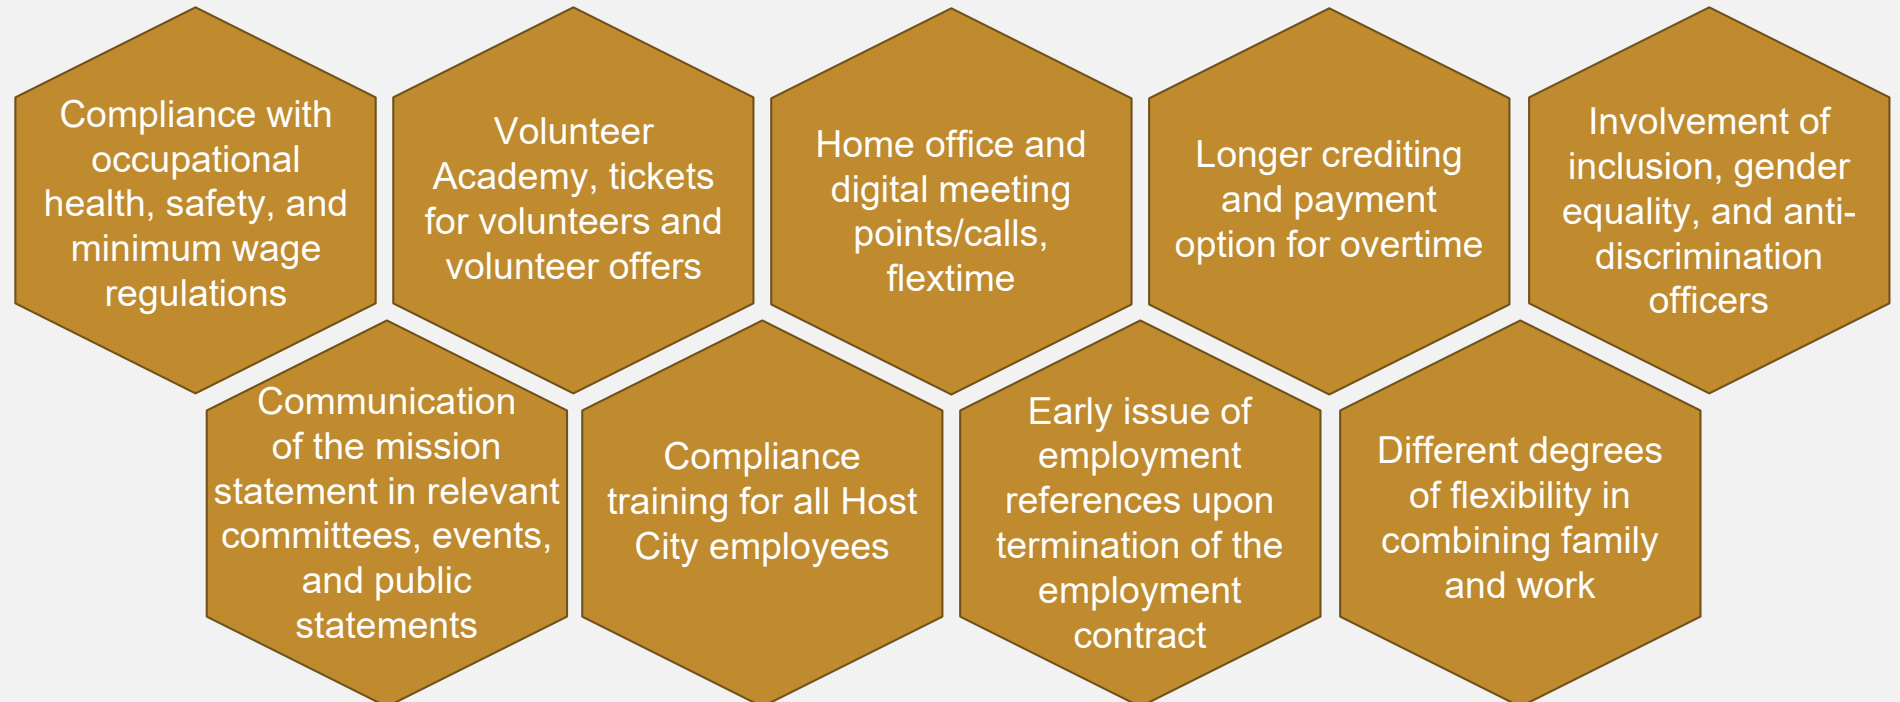 Compliance with
occupational
health, safety, and
minimum wage
regulations
Volunteer
Academy, tickets
for volunteers and
volunteer offers
Home office and
digital meeting
points/calls,
flextime
Longer crediting
and payment
option for overtime
Involvement of
inclusion, gender
equality, and anti-
discrimination
officers
Communication
of the mission
statement in relevant
committees, events,
and public
statements
Compliance
training for all Host
City employees
Early issue of
employment
references upon
termination of the
employment
contract
Different degrees
of flexibility in
combining family
and work